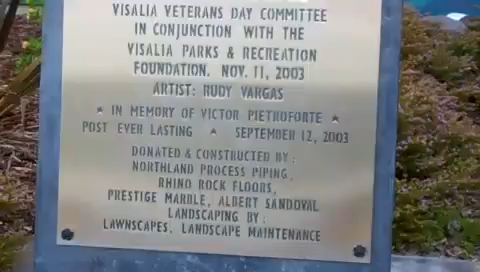 VISALIA VETERANS DAY COMMITTEE
IN CONJUNCTION WITH THE
VISALIA PARKS & RECREATION
FOUNDATION. NOV. 11, 2003
ARTIST: RUDY VARGAS
★ IN MEMORY OF VICTOR PIETROFORTE ★
POST EVER LASTING ★ SEPTEMBER 12, 2003
DONATED & CONSTRUCTED BY:
NORTHLAND PROCESS PIPING,
RHINO ROCK FLOORS,
PRESTIGE MARBLE, ALBERT SANDOVAL
LANDSCAPING BY:
LAWNSCAPES, LANDSCAPE MAINTENANCE